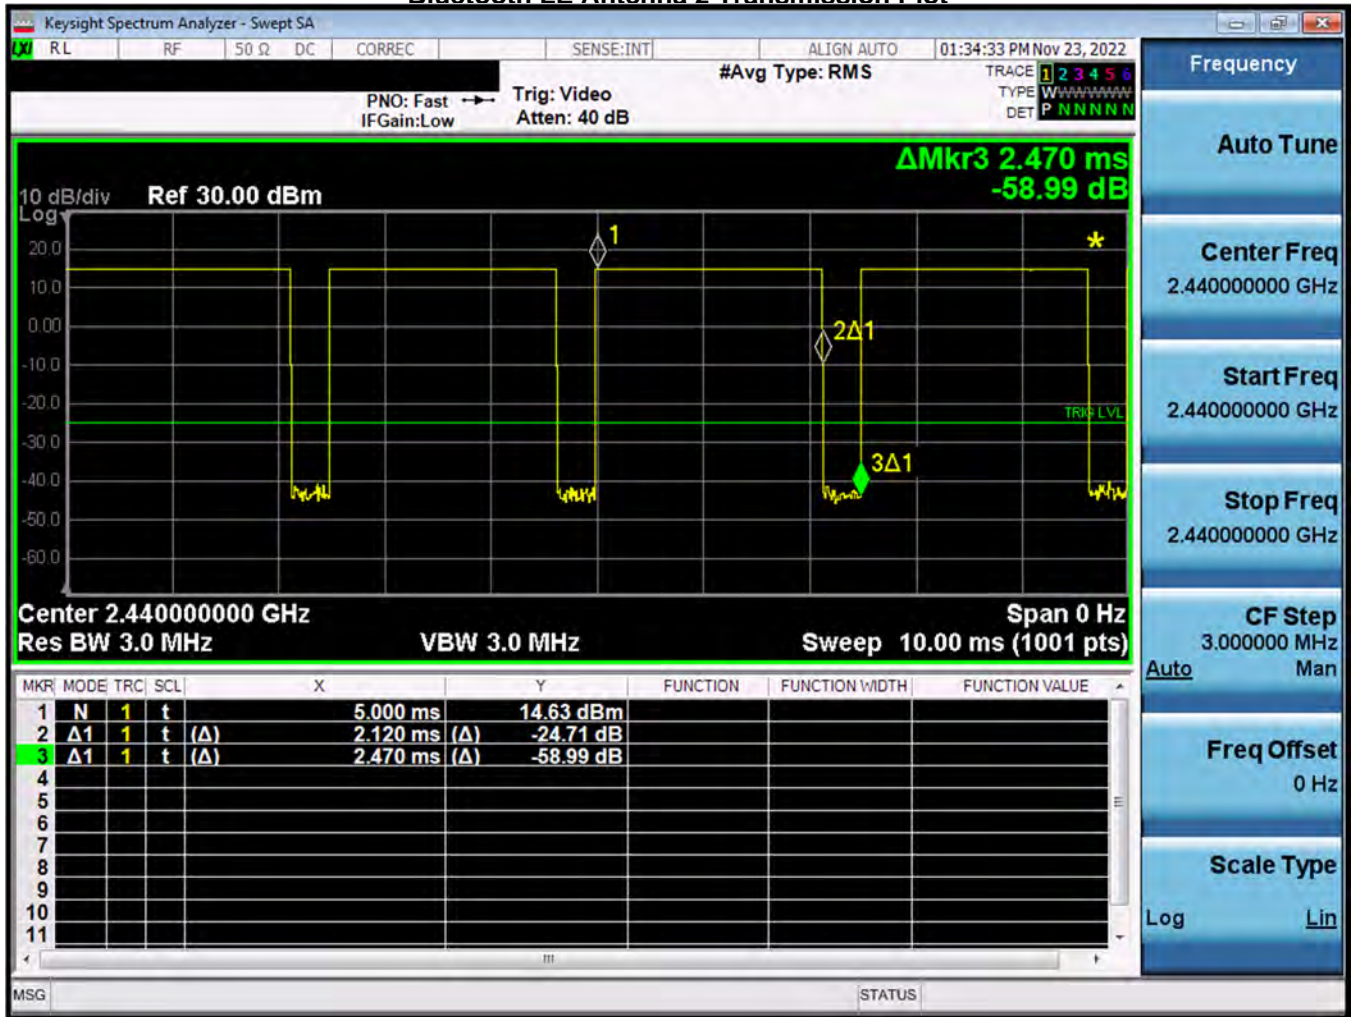 Bluetooth LE Antenna 2 Transmission Plot
Keysight Spectrum Analyzer - Swept SA
LXI RL RF 50 Ω DC CORREC SENSE:INT ALIGN AUTO 01:34:33 PM Nov 23, 2022
#Avg Type: RMS
TRACE 1 2 3 4 5 6
TYPE WWWWWW
DET P N N N N N
PNO: Fast
IFGain:Low
Trig: Video
Atten: 40 dB
ΔMkr3 2.470 ms
-58.99 dB
10 dB/div
Log
Ref 30.00 dBm
20.0
10.0
0.00
-10.0
-20.0
-30.0
-40.0
-50.0
-60.0
1
2Δ1
3Δ1
*
TRIG LVL
Center 2.440000000 GHz Span 0 Hz
Res BW 3.0 MHz VBW 3.0 MHz Sweep 10.00 ms (1001 pts)
MKR MODE TRC SCL X Y FUNCTION FUNCTION WIDTH FUNCTION VALUE
1 N 1 t 5.000 ms 14.63 dBm
2 Δ1 1 t (Δ) 2.120 ms (Δ) -24.71 dB
3 Δ1 1 t (Δ) 2.470 ms (Δ) -58.99 dB
4
5
6
7
8
9
10
11
MSG STATUS
Frequency
Auto Tune
Center Freq
2.440000000 GHz
Start Freq
2.440000000 GHz
Stop Freq
2.440000000 GHz
CF Step
3.000000 MHz
Auto Man
Freq Offset
0 Hz
Scale Type
Log Lin